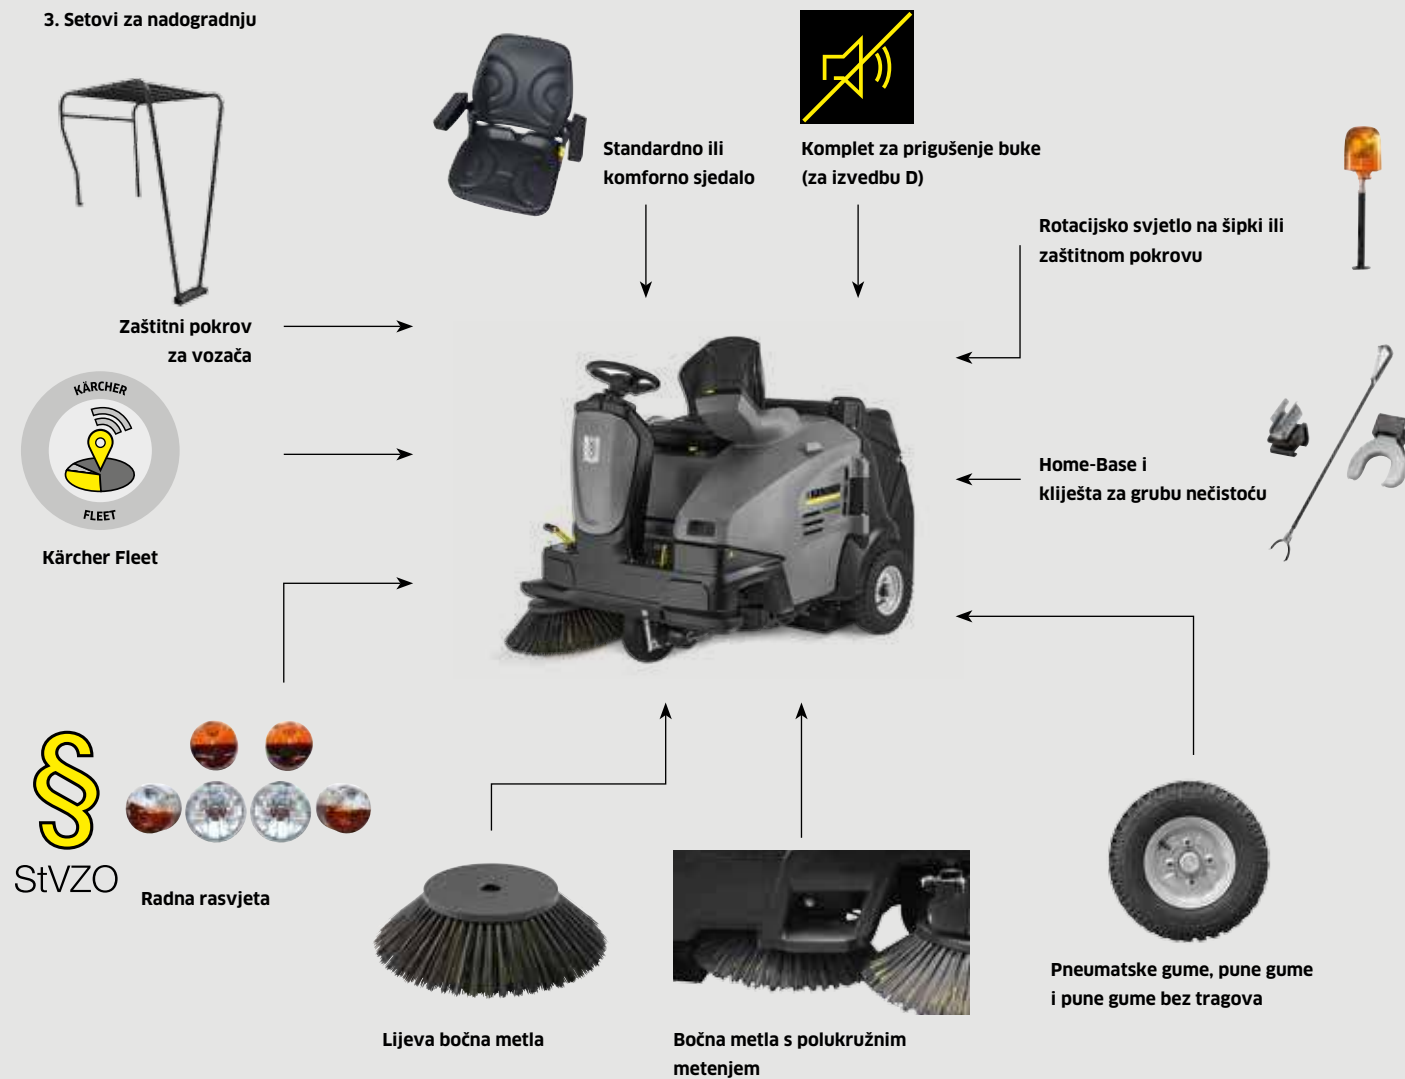 3. Setovi za nadogradnju
Standardno ili
komforno sjedalo
Komplet za prigušenje buke
(za izvedbu D)
Rotacijsko svjetlo na šipki ili
zaštitnom pokrovu
Zaštitni pokrov
za vozača
KÄRCHER
FLEET
Kärcher Fleet
Home-Base i
kliješta za grubu nečistoću
§
StVZO
Radna rasvjeta
Lijeva bočna metla
Bočna metla s polukružnim
metenjem
Pneumatske gume, pune gume
i pune gume bez tragova